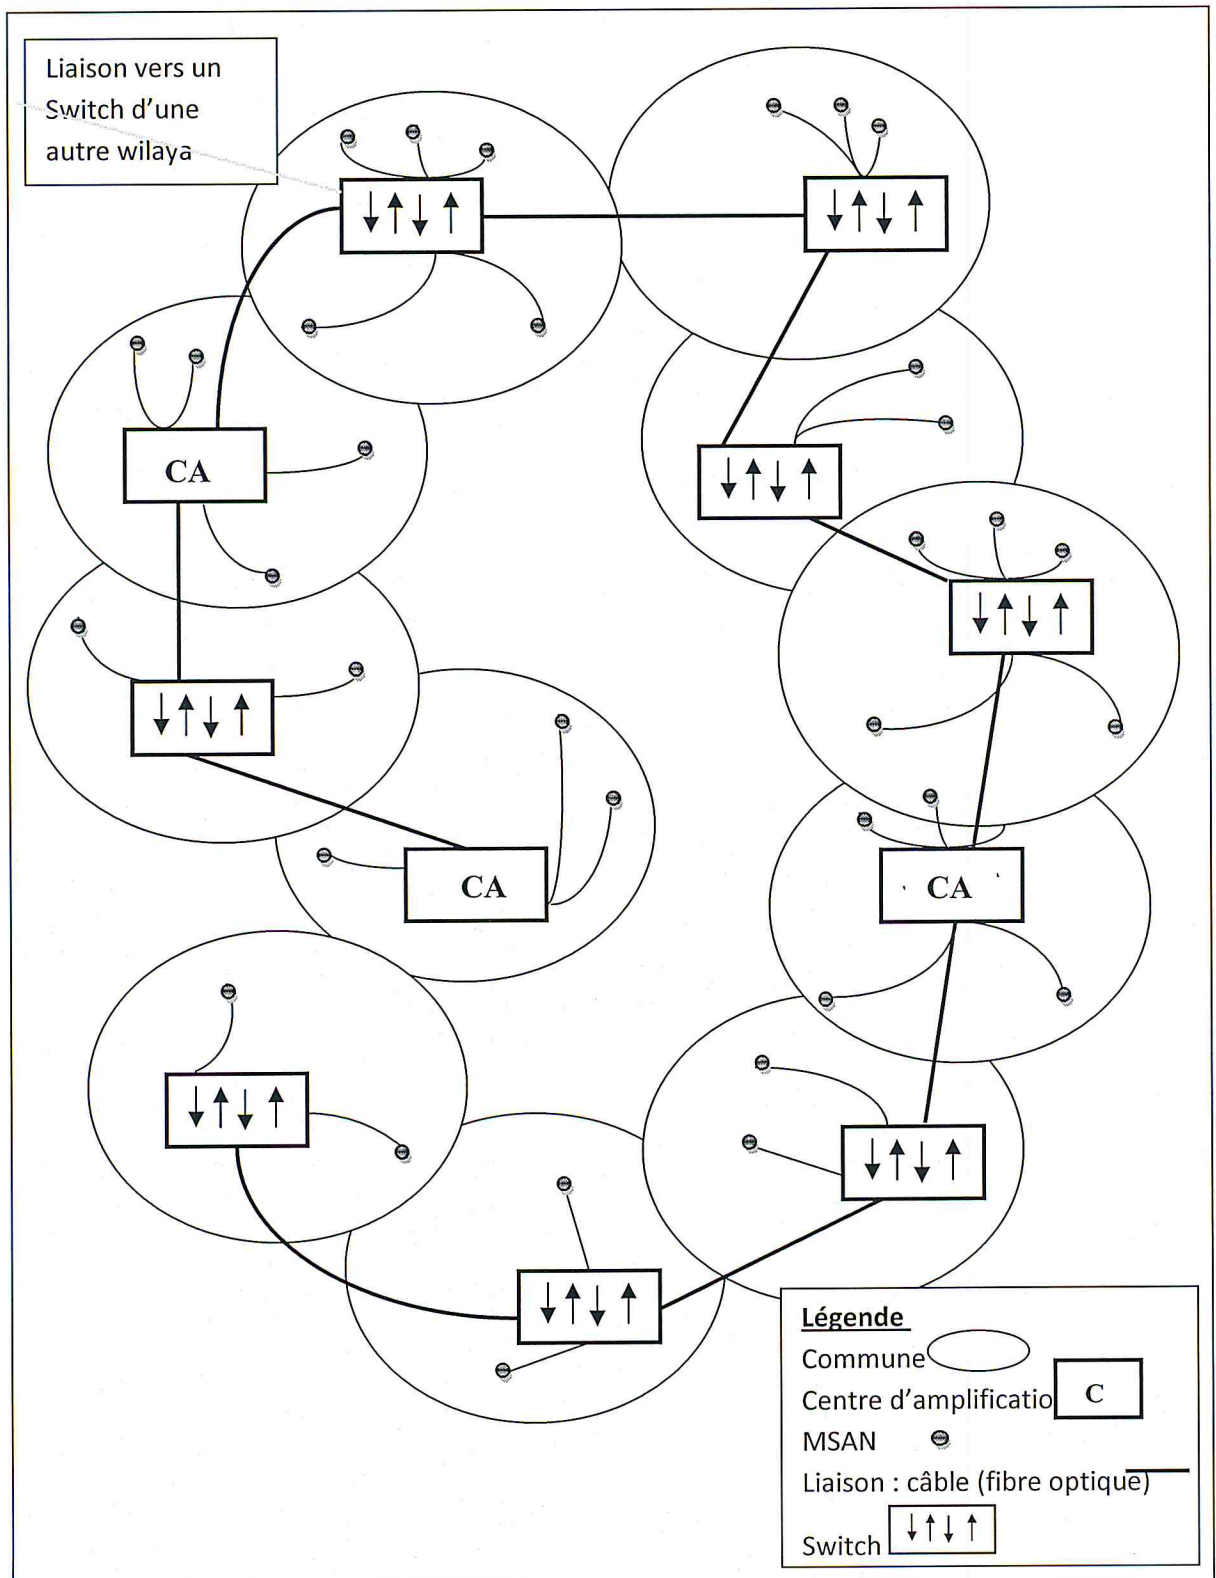 Liaison vers un
Switch d'une
autre wilaya
CA
CA
CA
Légende
Commune
Centre d'amplificatio
C
MSAN
Liaison : câble (fibre optique)
Switch